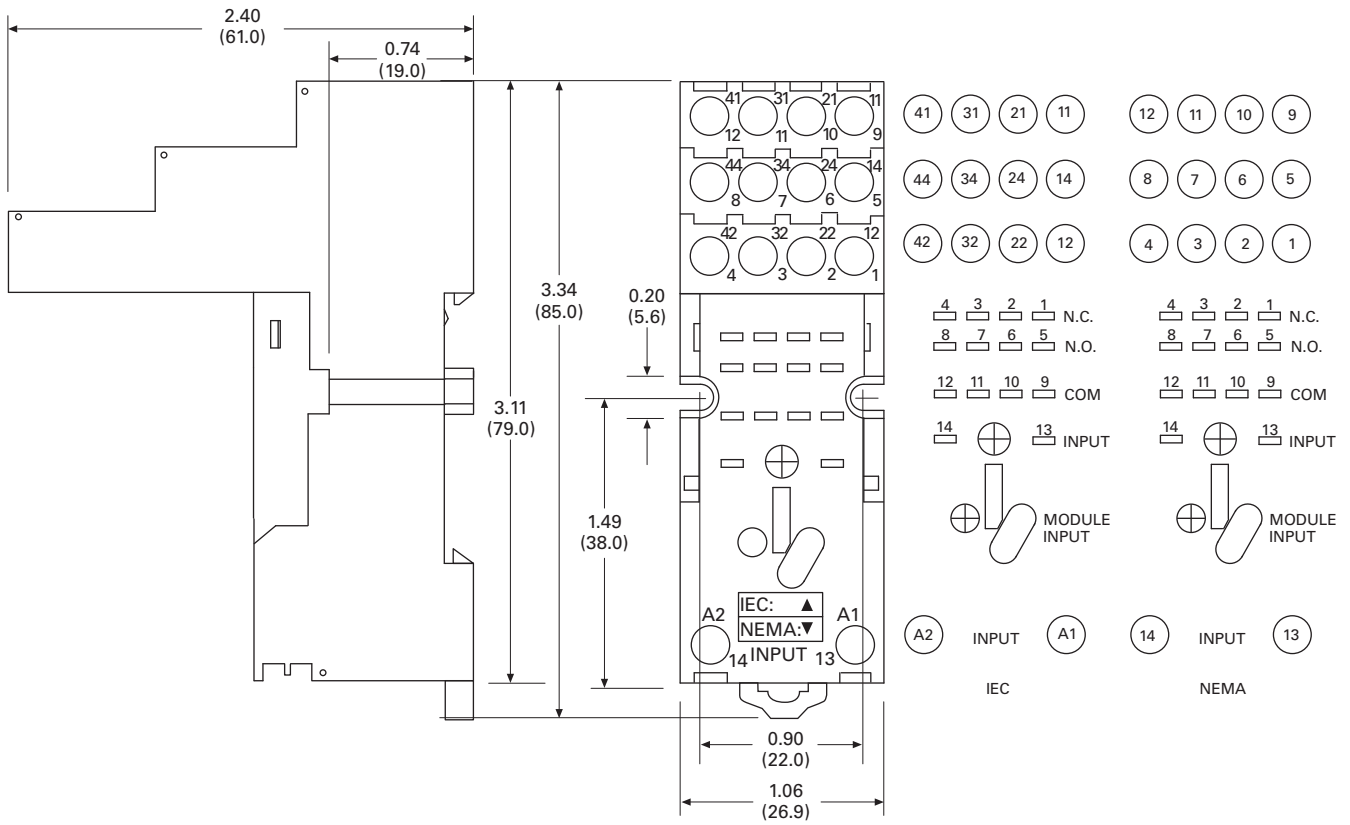 2.40
(61.0)
0.74
(19.0)
3.34
(85.0)
3.11
(79.0)
0.20
(5.6)
1.49
(38.0)
0.90
(22.0)
1.06
(26.9)
41 31 21 11
12 11 10 9
44 34 24 14
8 7 6 5
42 32 22 12
4 3 2 1
A2 IEC: ▲ A1
NEMA:▼
14 INPUT 13
41 31 21 11
44 34 24 14
42 32 22 12
4 3 2 1 N.C.
8 7 6 5 N.O.
12 11 10 9 COM
14 13 INPUT
MODULE
INPUT
A2 INPUT A1
IEC
12 11 10 9
8 7 6 5
4 3 2 1
4 3 2 1 N.C.
8 7 6 5 N.O.
12 11 10 9 COM
14 13 INPUT
MODULE
INPUT
14 INPUT 13
NEMA